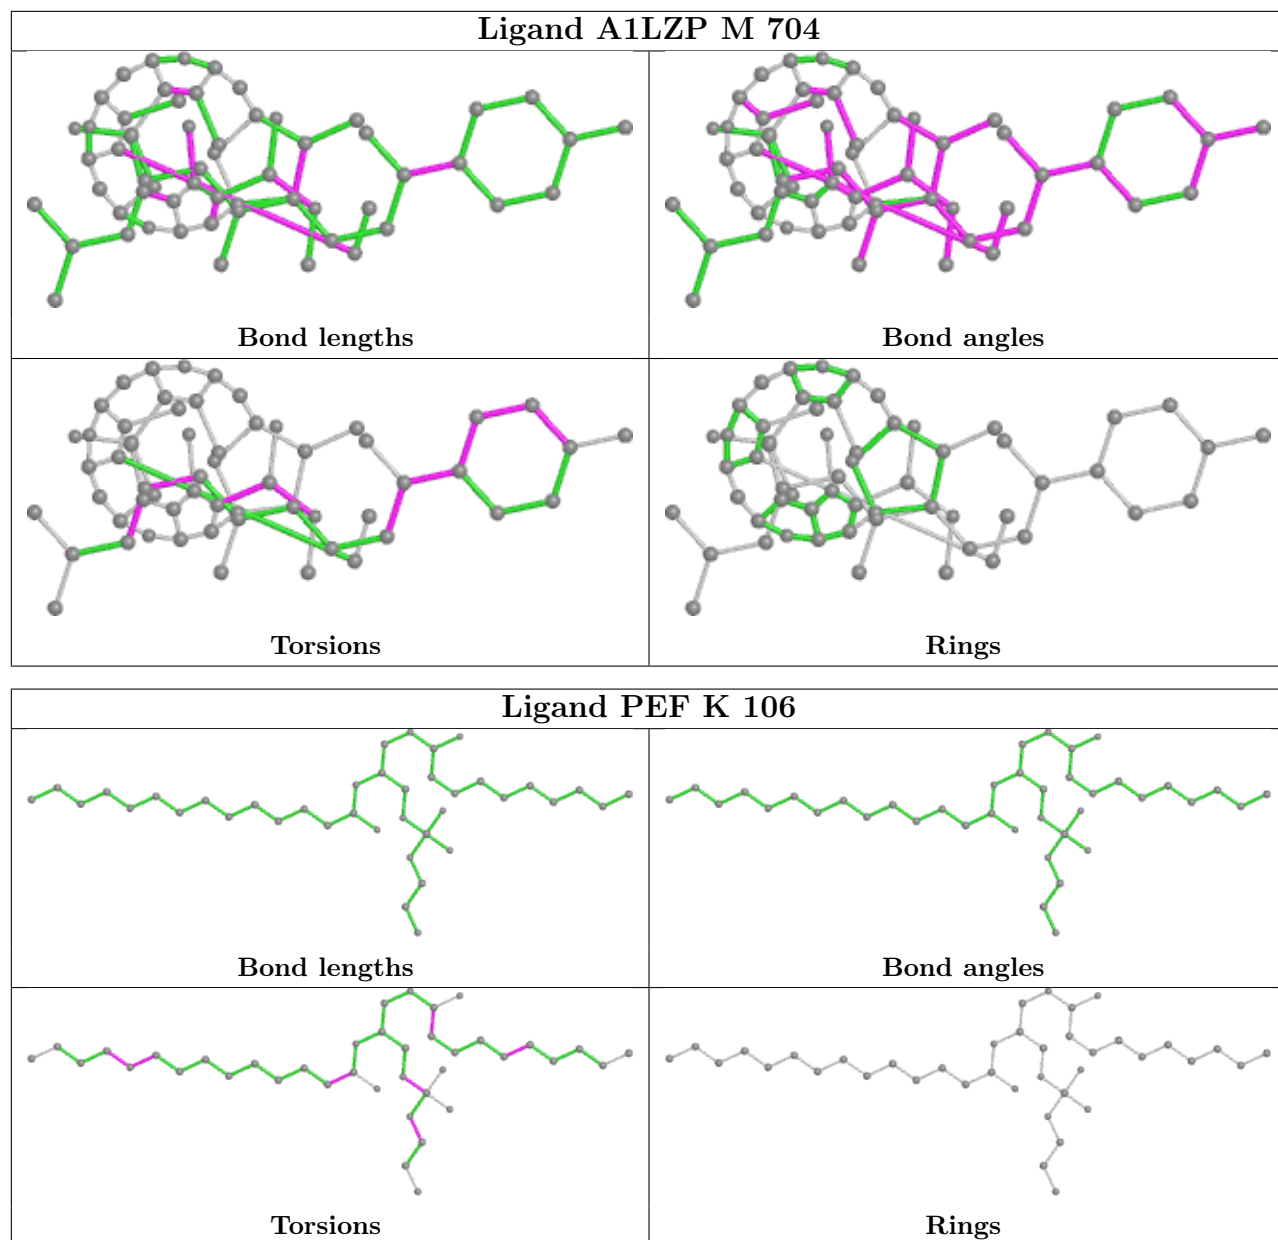 Ligand A1LZP M 704
Bond lengths
Bond angles
Torsions
Rings
Ligand PEF K 106
Bond lengths
Bond angles
Torsions
Rings